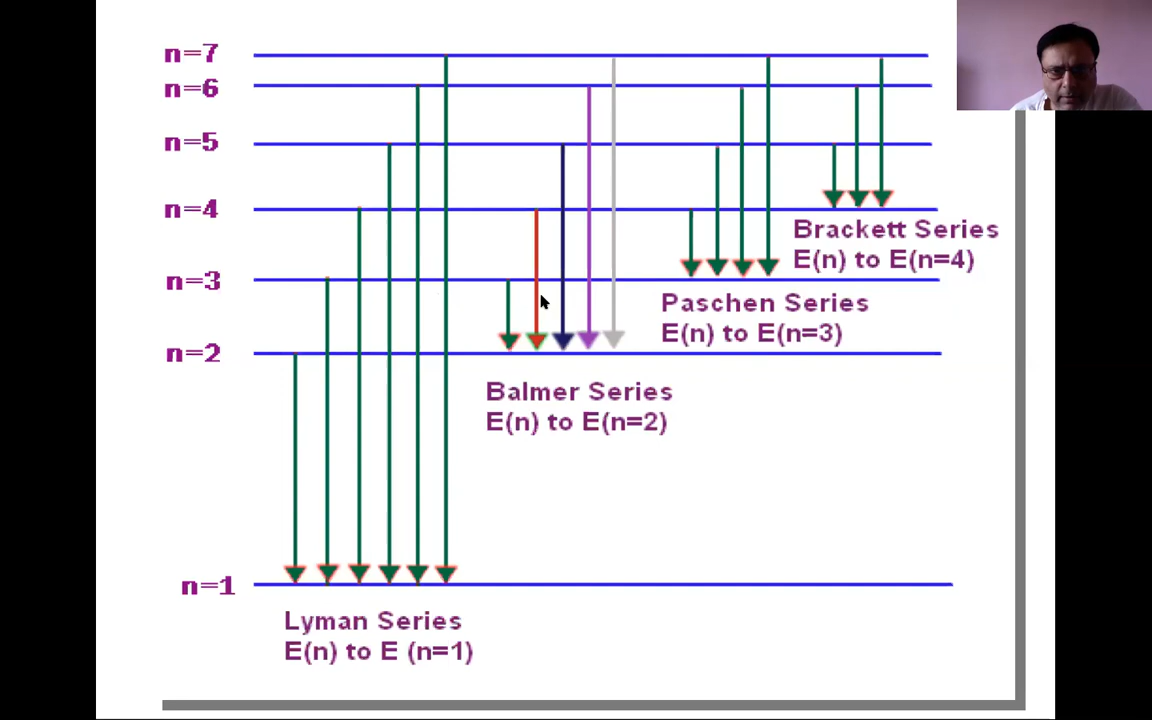 n=7
n=6
n=5
n=4
Brackett Series
E(n) to E(n=4)
n=3
Paschen Series
E(n) to E(n=3)
n=2
Balmer Series
E(n) to E(n=2)
n=1
Lyman Series
E(n) to E (n=1)